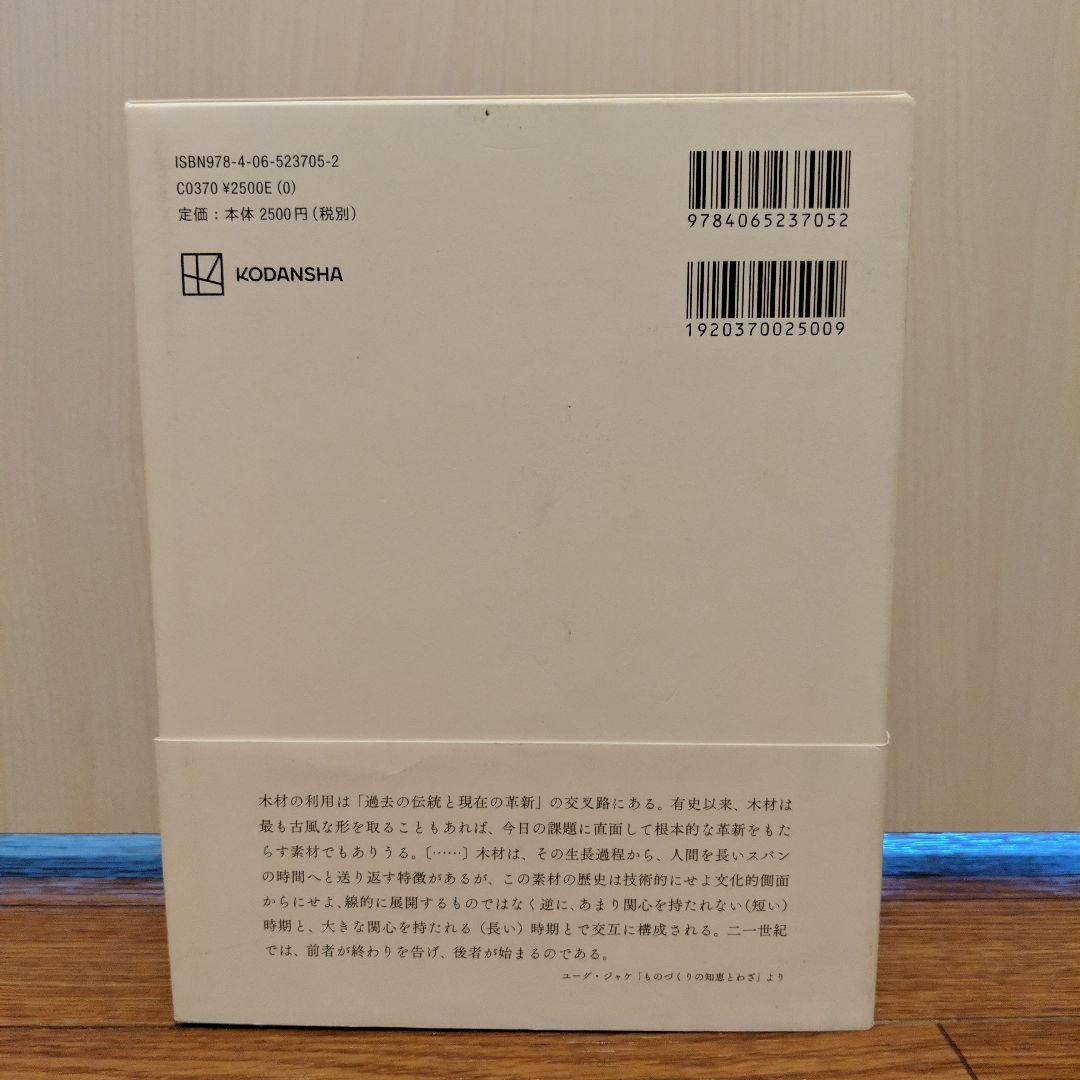 ISBN978-4-06-523705-2
C0370 ¥2500E (0)
定価：本体 2500円（税別）
KODANSHA
9784065237052
1920370025009
木材の利用は「過去の伝統と現在の革新」の交叉路にある。有史以来、木材は
最も古風な形を取ることもあれば、今日の課題に直面して根本的な革新をもた
らす素材でもありうる。〔……〕木材は、その生長過程から、人間を長いスパン
の時間へと送り返す特徴があるが、この素材の歴史は技術的にせよ文化的側面
からにせよ、線的に展開するものではなく逆に、あまり関心を持たれない（短い）
時期と、大きな関心を持たれる（長い）時期とで交互に構成される。二一世紀
では、前者が終わりを告げ、後者が始まるのである。
ユーグ・ジャケ「ものづくりの知恵とわざ」より